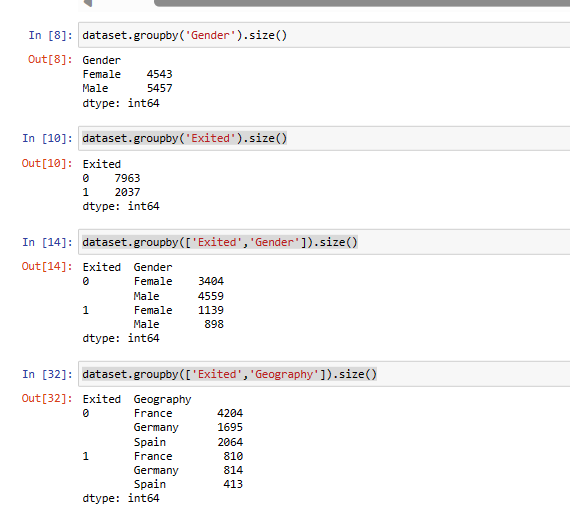 In [8]: dataset.groupby('Gender').size()
Out[8]: Gender
Female    4543
Male      5457
dtype: int64
In [10]: dataset.groupby('Exited').size()
Out[10]: Exited
0    7963
1    2037
dtype: int64
In [14]: dataset.groupby(['Exited','Gender']).size()
Out[14]: Exited  Gender
0       Female    3404
        Male      4559
1       Female    1139
        Male       898
dtype: int64
In [32]: dataset.groupby(['Exited','Geography']).size()
Out[32]: Exited  Geography
0       France       4204
        Germany      1695
        Spain        2064
1       France        810
        Germany       814
        Spain         413
dtype: int64